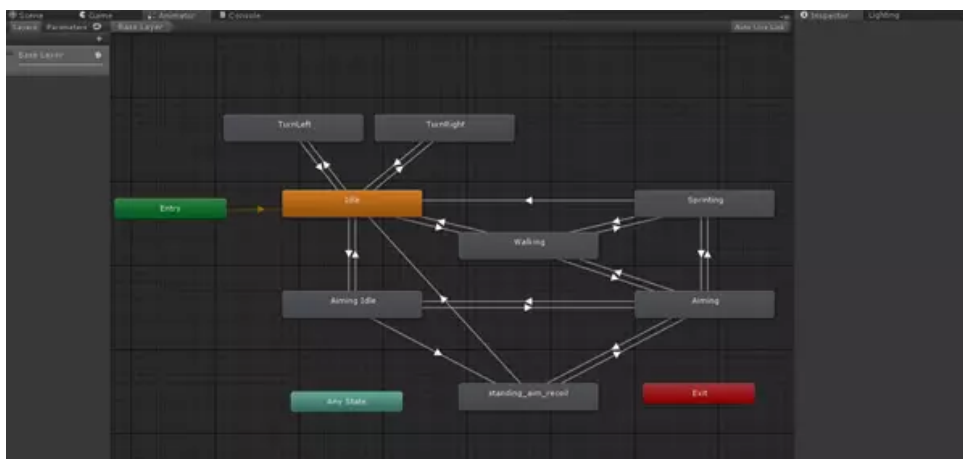 Scene Game Animator Console Inspector Lighting
Layers Parameters Base Layer Auto Live Link
Base Layer
TurnLeft TurnRight
Entry Idle Sprinting
Walking
Aiming Idle Aiming
Any State standing_aim_recoil Exit